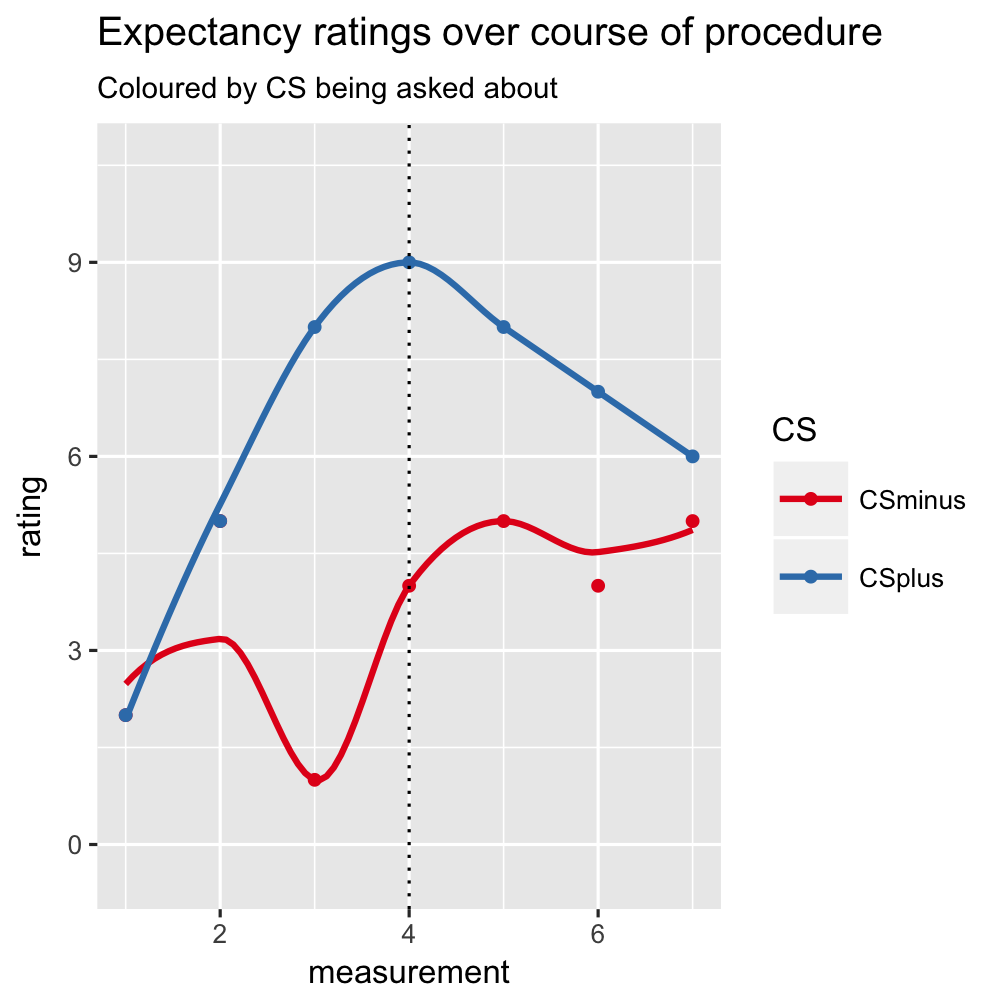 Expectancy ratings over course of procedure
Coloured by CS being asked about
9
6
3
0
rating
2
4
6
measurement
CS
CSminus
CSplus